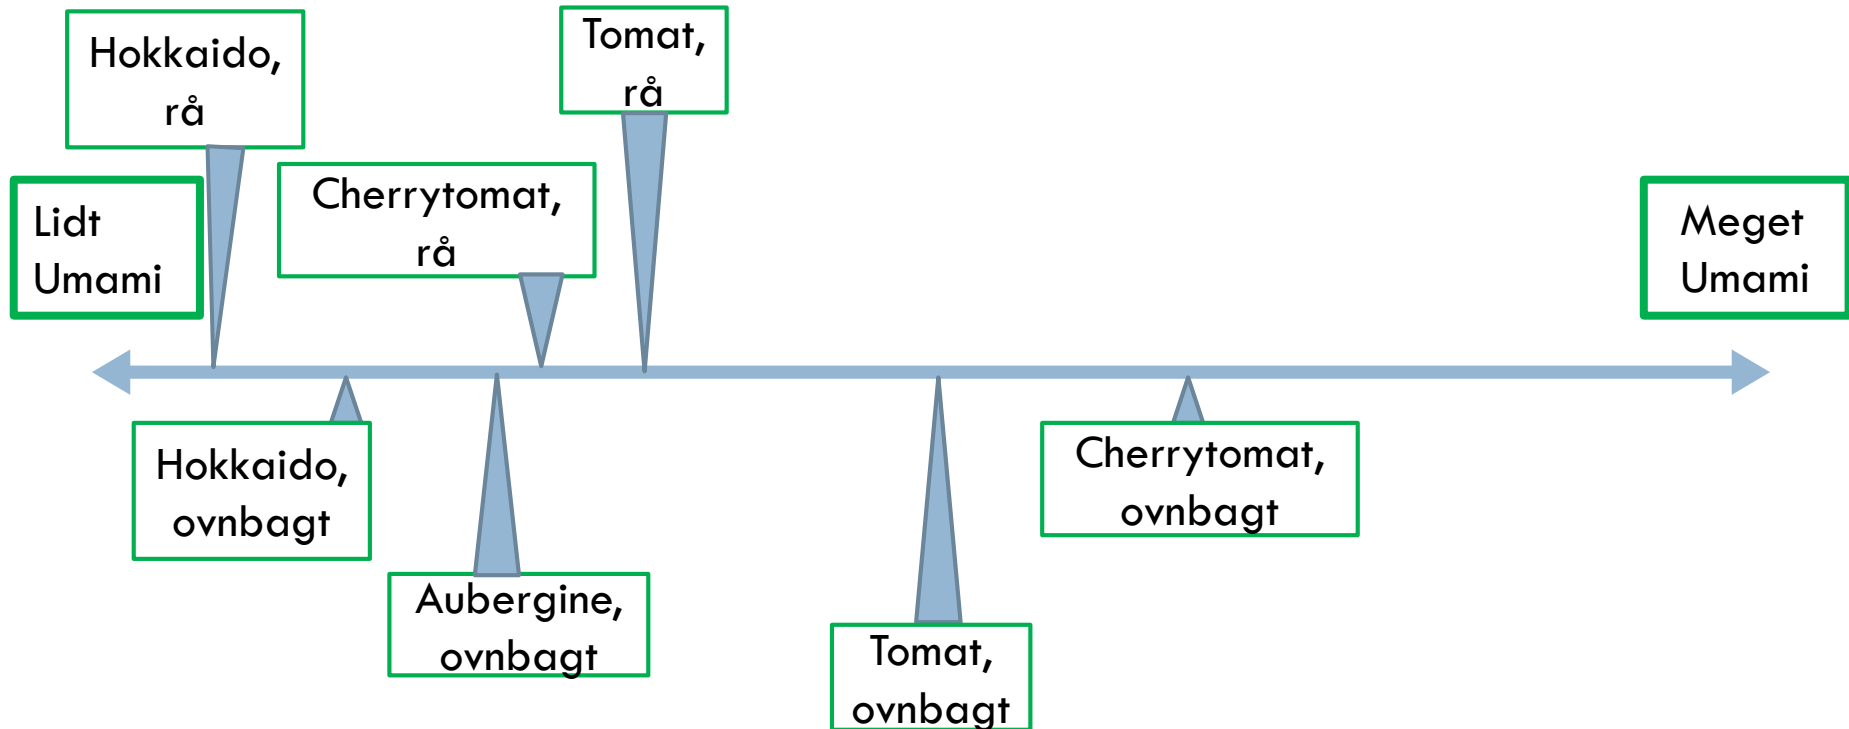 Hokkaido,
rå
Tomat,
rå
Cherrytomat,
rå
Lidt
Umami
Meget
Umami
Hokkaido,
ovnbagt
Aubergine,
ovnbagt
Tomat,
ovnbagt
Cherrytomat,
ovnbagt